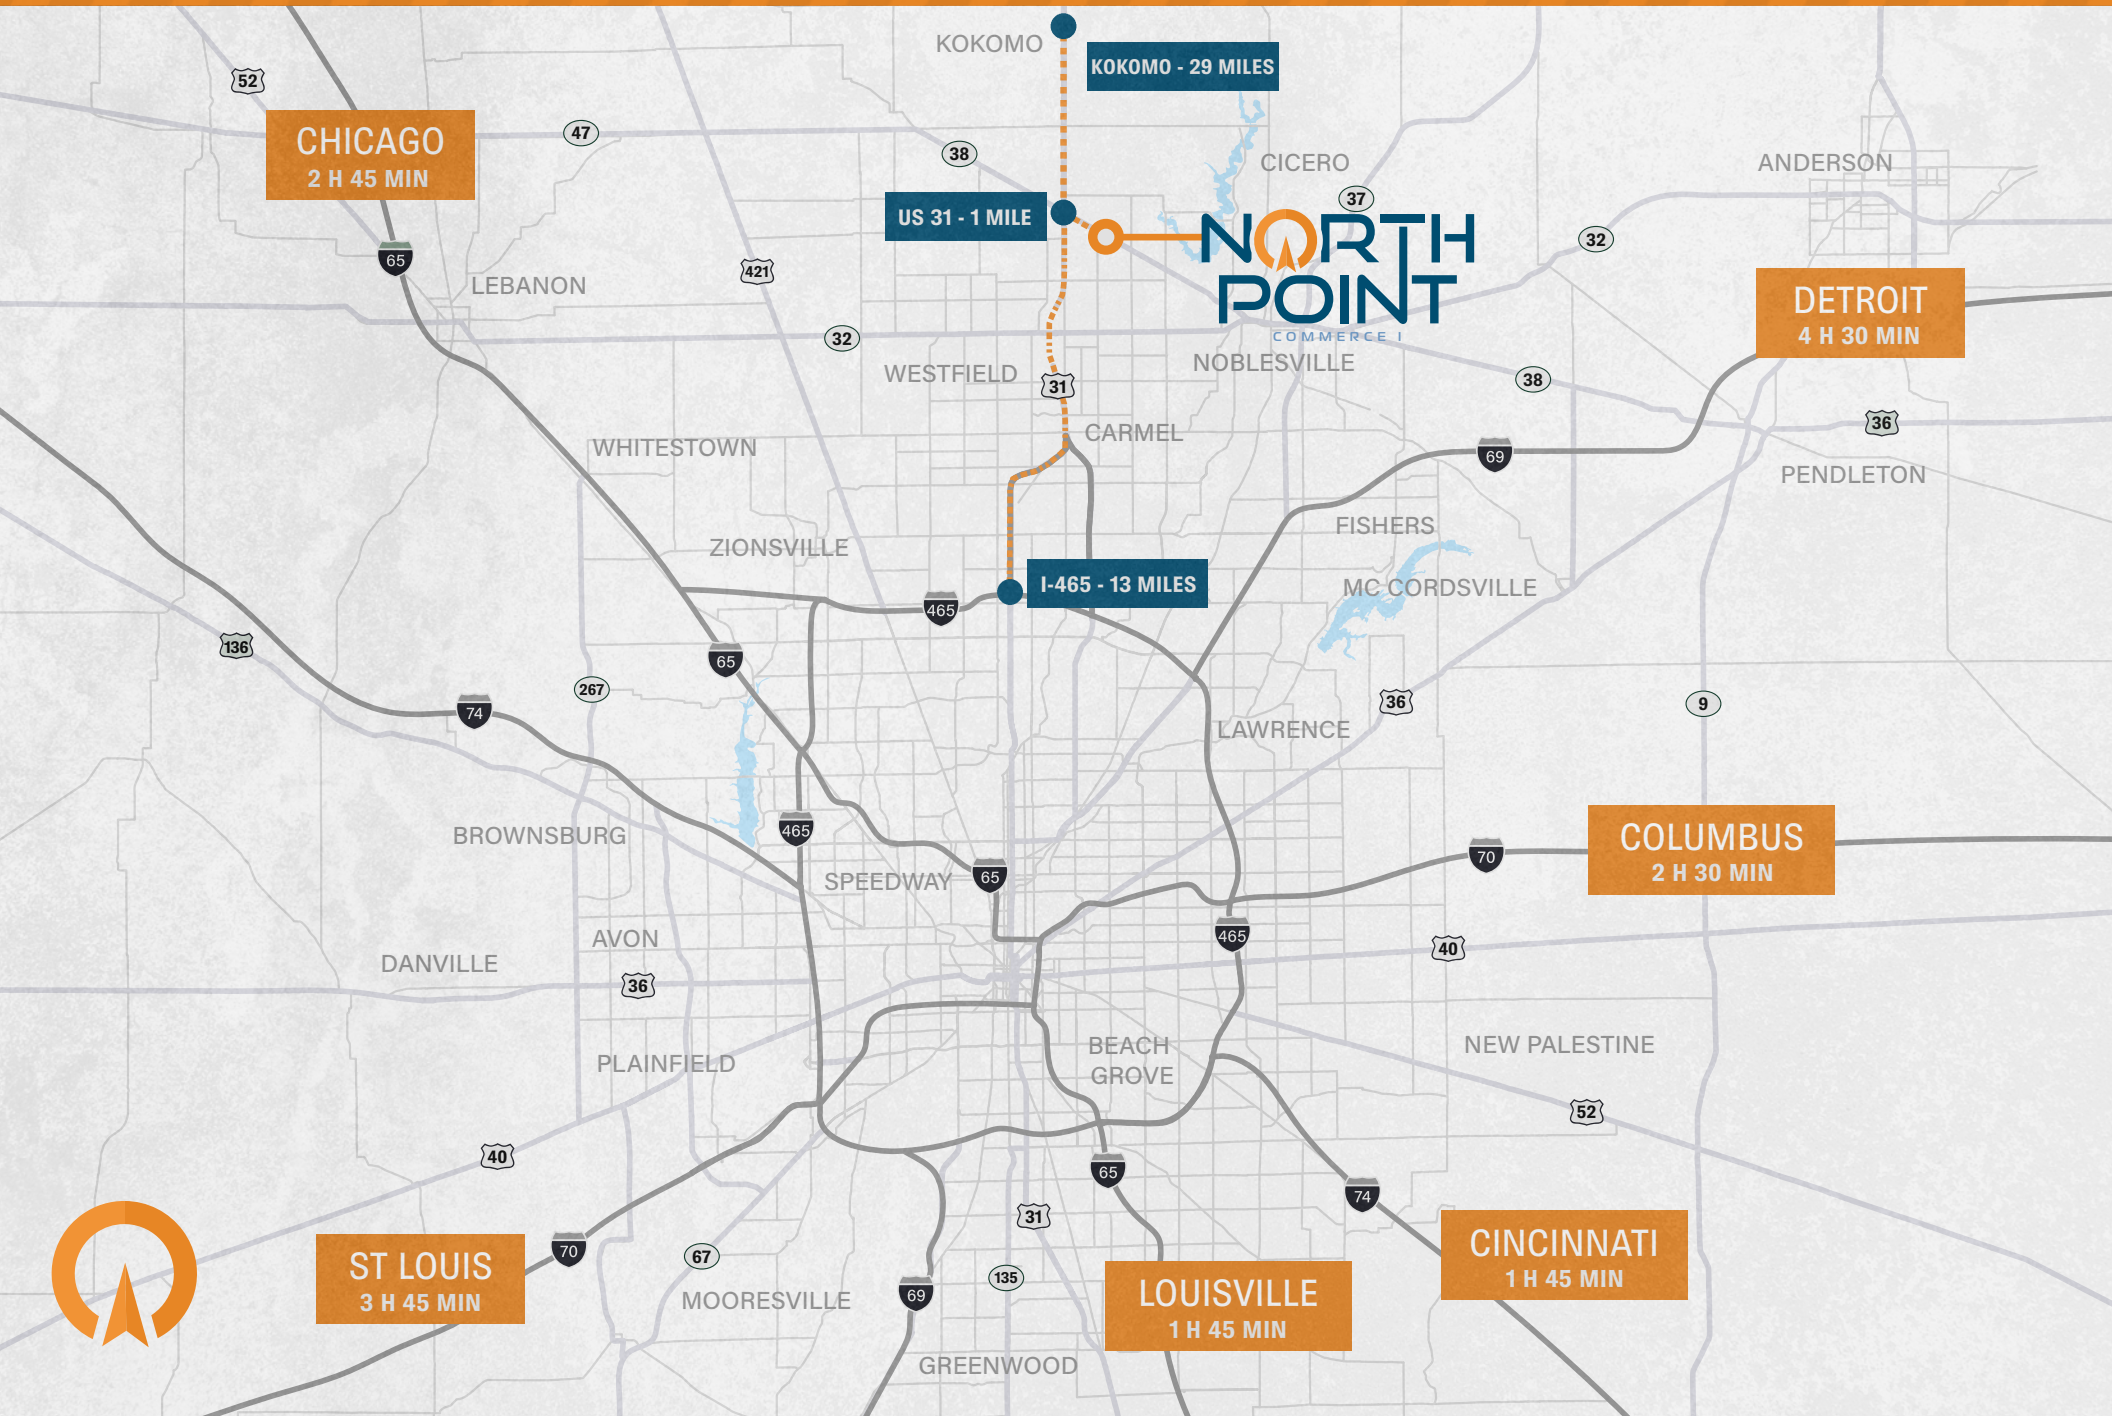 KOKOMO
KOKOMO - 29 MILES
52
CHICAGO
2 H 45 MIN
47
38
CICERO
ANDERSON
37
US 31 - 1 MILE
NORTH
POINT
COMMERCE I
32
65
LEBANON
421
DETROIT
4 H 30 MIN
32
WESTFIELD
31
NOBLESVILLE
38
36
CARMEL
WHITESTOWN
69
PENDLETON
FISHERS
ZIONSVILLE
I-465 - 13 MILES
MC CORDSVILLE
465
136
65
267
74
36
9
LAWRENCE
BROWNSBURG
465
COLUMBUS
2 H 30 MIN
70
SPEEDWAY
65
AVON
465
40
DANVILLE
36
BEACH
GROVE
NEW PALESTINE
PLAINFIELD
52
40
65
74
31
ST LOUIS
3 H 45 MIN
70
67
135
69
MOORESVILLE
LOUISVILLE
1 H 45 MIN
CINCINNATI
1 H 45 MIN
GREENWOOD